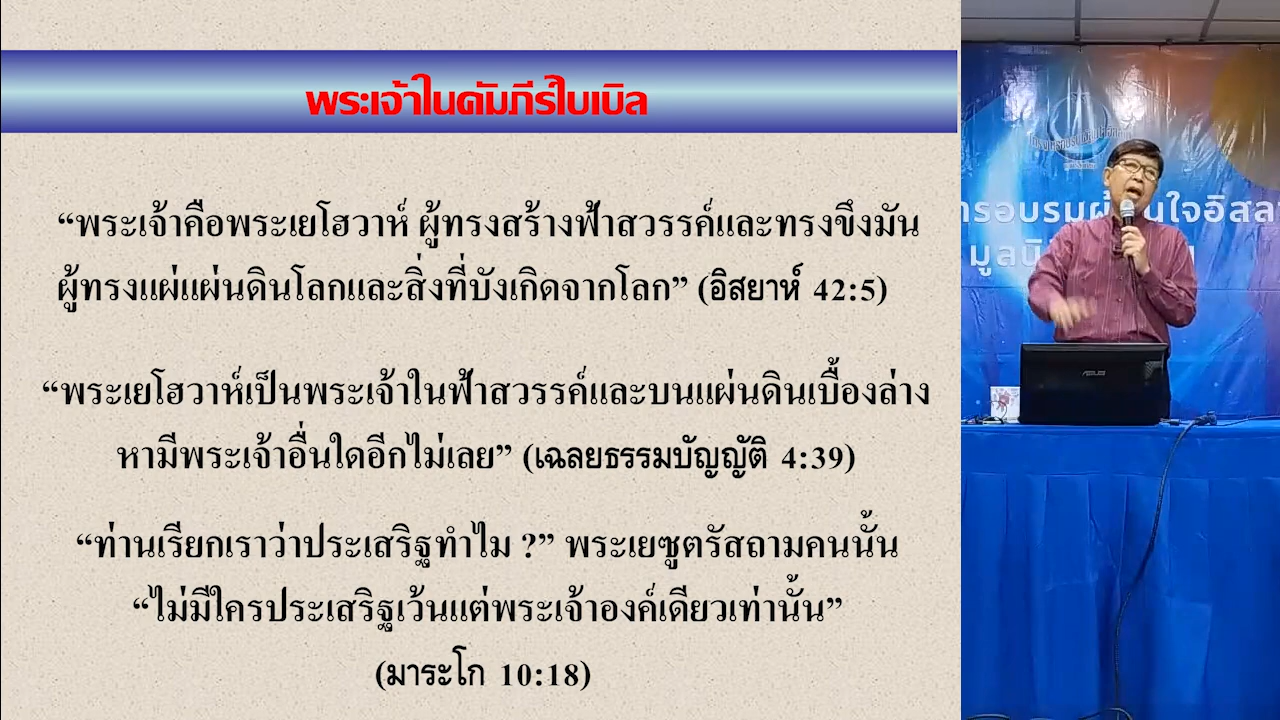 พระเจ้าในคัมภีร์ไบเบิล
“พระเจ้าคือพระเยโฮวาห์ ผู้ทรงสร้างฟ้าสวรรค์และทรงขึงมัน
ผู้ทรงแผ่แผ่นดินโลกและสิ่งที่บังเกิดจากโลก” (อิสยาห์ 42:5)
“พระเยโฮวาห์เป็นพระเจ้าในฟ้าสวรรค์และบนแผ่นดินเบื้องล่าง
หามีพระเจ้าอื่นใดอีกไม่เลย” (เฉลยธรรมบัญญัติ 4:39)
“ท่านเรียกเราว่าประเสริฐทำไม ?” พระเยซูตรัสถามคนนั้น
“ไม่มีใครประเสริฐเว้นแต่พระเจ้าองค์เดียวเท่านั้น”
(มาระโก 10:18)
ASUS